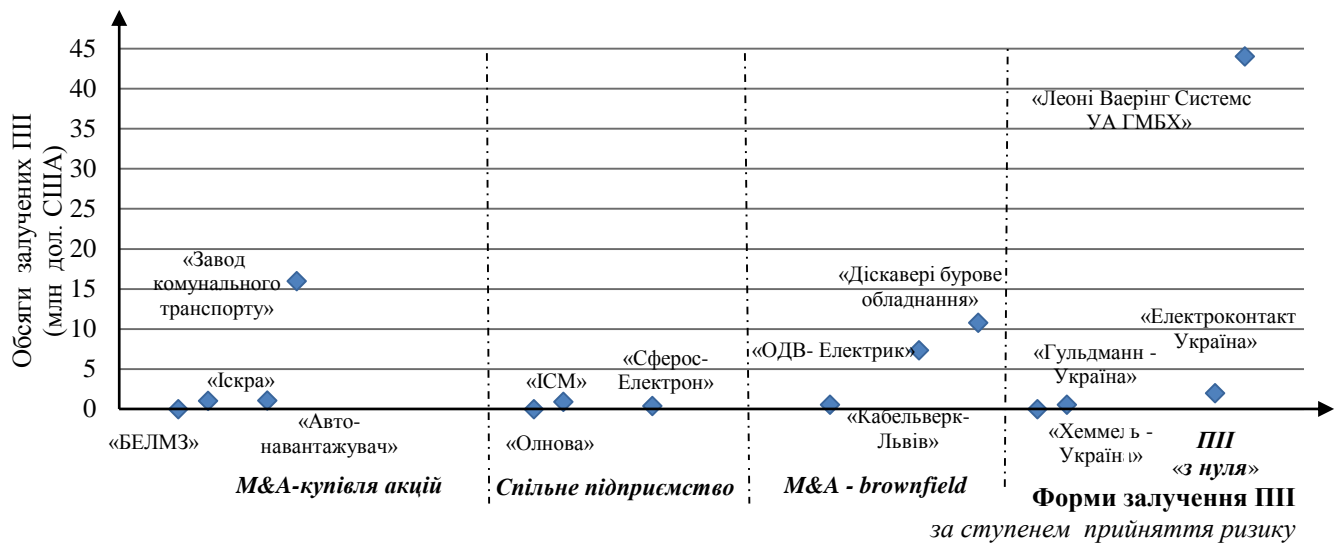 Обсяги залучених ПІІ
(млн дол. США)
45
40
35
30
25
20
15
10
5
0
«Леоні Ваерінг Системс
УА ГМБХ»
«Завод
комунального
транспорту»
«Діскавері бурове
обладнання»
«Електроконтакт
Україна»
«ОДВ- Електрик»
«Сферос-
Електрон»
«Гульдманн -
Україна»
«Іскра»
«ІСМ»
«БЕЛМЗ»
«Авто-
навантажувач»
«Олнова»
«Кабельверк-
Львів»
«Хеммель -
Україна»
ПІІ
«з нуля»
М&А-купівля акцій
Спільне підприємство
М&А - brownfield
Форми залучення ПІІ
за ступенем прийняття ризику